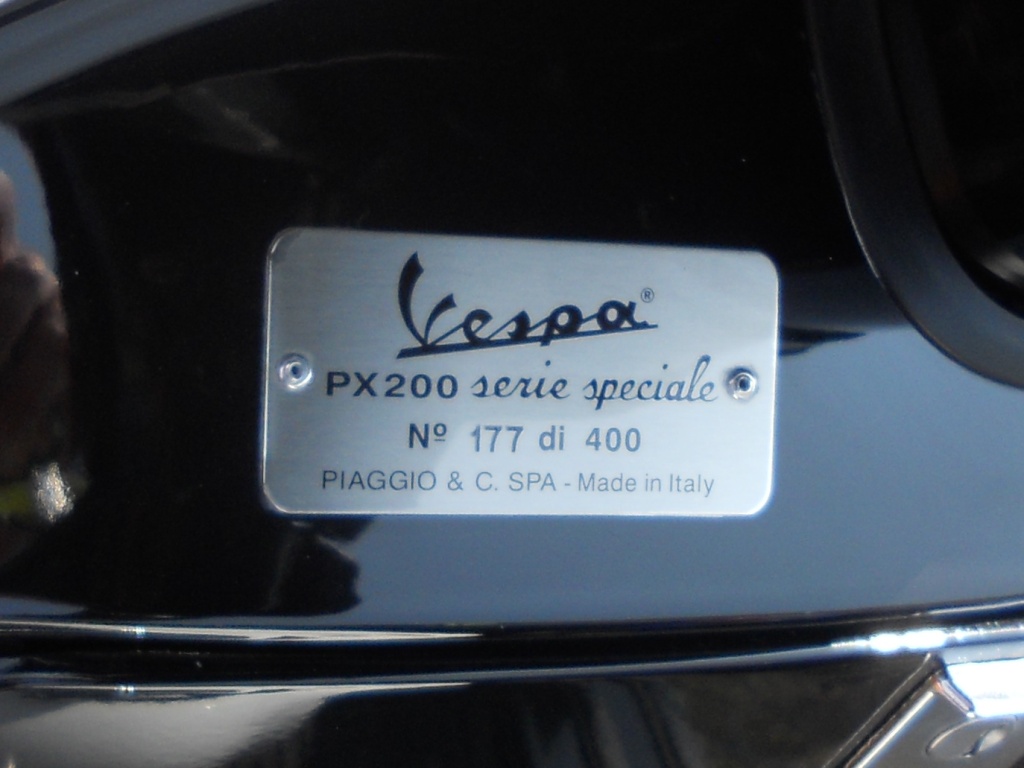 Vespa®
PX200 serie speciale
Nº 177 di 400
PIAGGIO & C. SPA - Made in Italy